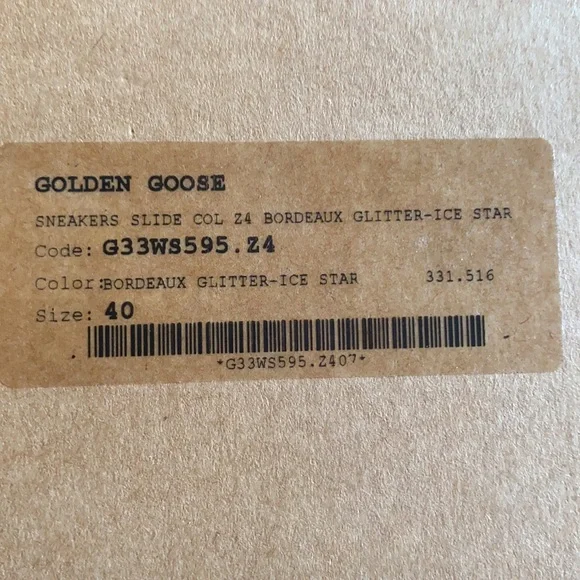 GOLDEN GOOSE
SNEAKERS SLIDE COL Z4 BORDEAUX GLITTER-ICE STAR
Code: G33WS595.Z4
Color:BORDEAUX GLITTER-ICE STAR 331.516
Size: 40
*G33WS595.Z407*